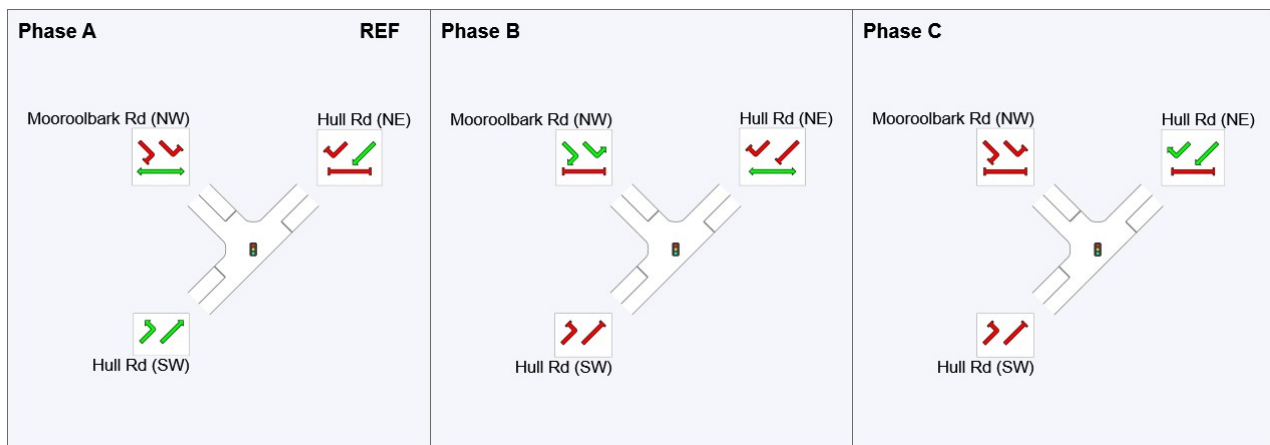 Phase A REF
Mooroolbark Rd (NW)
Hull Rd (NE)
Hull Rd (SW)
Phase B
Mooroolbark Rd (NW)
Hull Rd (NE)
Hull Rd (SW)
Phase C
Mooroolbark Rd (NW)
Hull Rd (NE)
Hull Rd (SW)